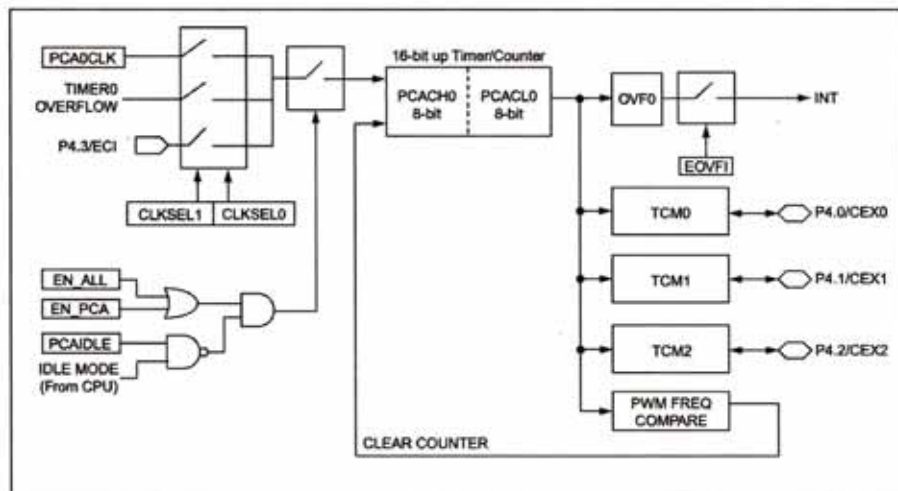 PCA0CLK
TIMER0
OVERFLOW
P4.3/ECI
CLKSEL1
CLKSEL0
EN_ALL
EN_PCA
PCAIDLE
IDLE MODE
(From CPU)
16-bit up Timer/Counter
PCACH0
8-bit
PCACL0
8-bit
OVF0
INT
EOVFI
TCM0
P4.0/CEX0
TCM1
P4.1/CEX1
TCM2
P4.2/CEX2
PWM FREQ
COMPARE
CLEAR COUNTER